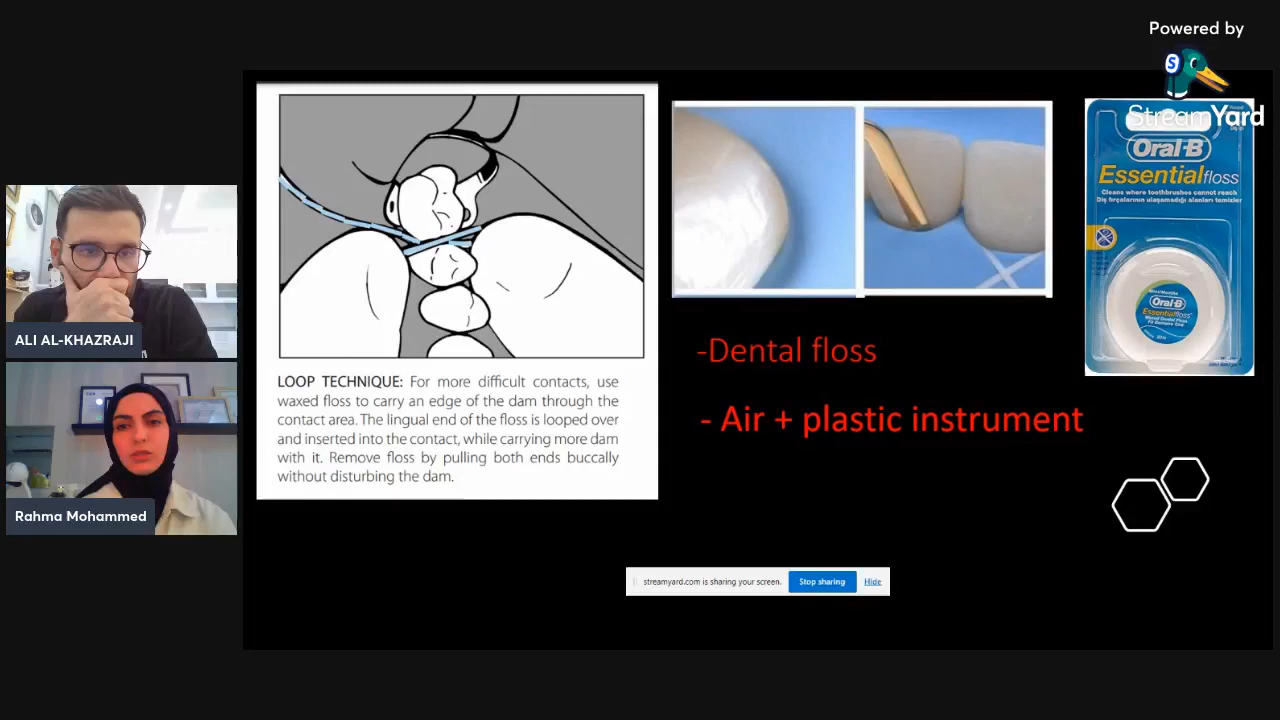 Powered by
S
StreamYard
ALI AL-KHAZRAJI
Rahma Mohammed
LOOP TECHNIQUE: For more difficult contacts, use
waxed floss to carry an edge of the dam through the
contact area. The lingual end of the floss is looped over
and inserted into the contact, while carrying more dam
with it. Remove floss by pulling both ends buccally
without disturbing the dam.
-Dental floss
- Air + plastic instrument
Oral-B
Essentialfloss
Cleans where toothbrushes cannot reach
Diş fırçalarının ulaşamadığı alanları temizler
Oral-B
Essentialfloss
streamyard.com is sharing your screen.
Stop sharing
Hide